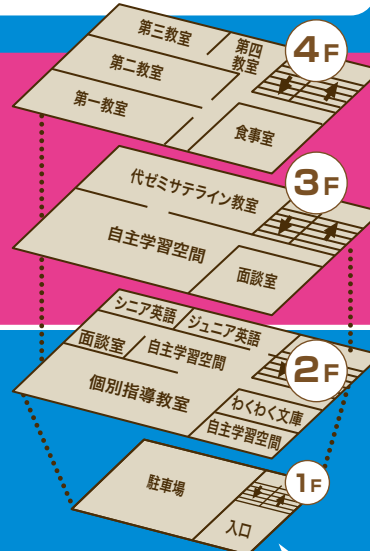 4F
第三教室
第四
教室
第二教室
第一教室
食事室
3F
代ゼミサテライン教室
自主学習空間
面談室
2F
シニア英語
ジュニア英語
面談室
自主学習空間
個別指導教室
わくわく文庫
自主学習空間
1F
駐車場
入口